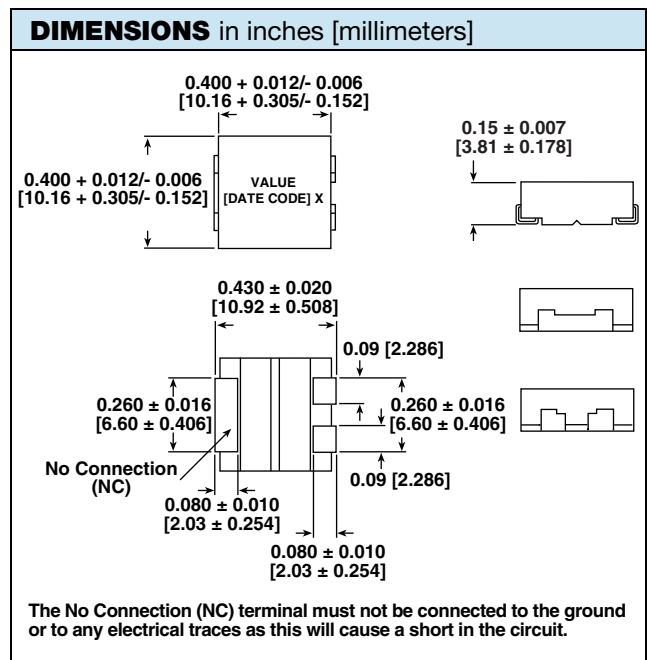 DIMENSIONS in inches [millimeters]
0.400 + 0.012/- 0.006
[10.16 + 0.305/- 0.152]
0.15 ± 0.007
[3.81 ± 0.178]
0.400 + 0.012/- 0.006
[10.16 + 0.305/- 0.152]
VALUE
[DATE CODE] X
0.430 ± 0.020
[10.92 ± 0.508]
0.09 [2.286]
0.260 ± 0.016
[6.60 ± 0.406]
0.260 ± 0.016
[6.60 ± 0.406]
No Connection
(NC)
0.09 [2.286]
0.080 ± 0.010
[2.03 ± 0.254]
0.080 ± 0.010
[2.03 ± 0.254]
The No Connection (NC) terminal must not be connected to the ground
or to any electrical traces as this will cause a short in the circuit.